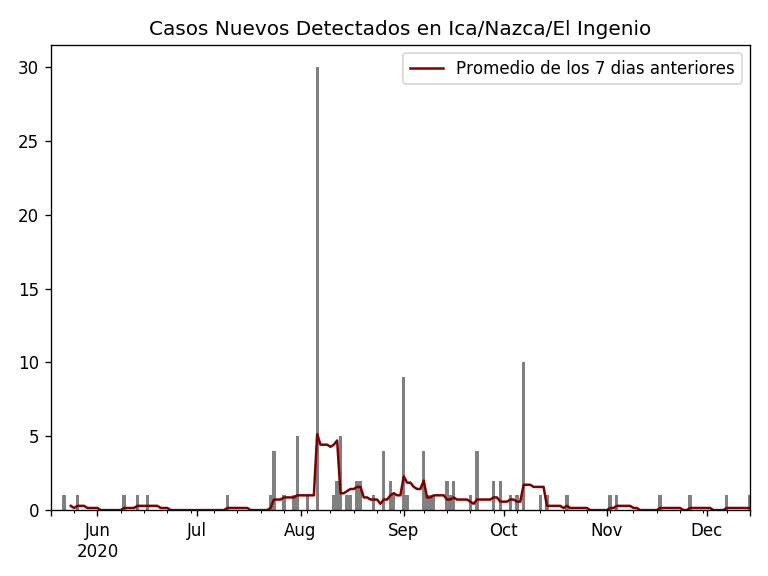 Casos Nuevos Detectados en Ica/Nazca/El Ingenio
Promedio de los 7 dias anteriores
30
25
20
15
10
5
0
Jun Jul Aug Sep Oct Nov Dec
2020